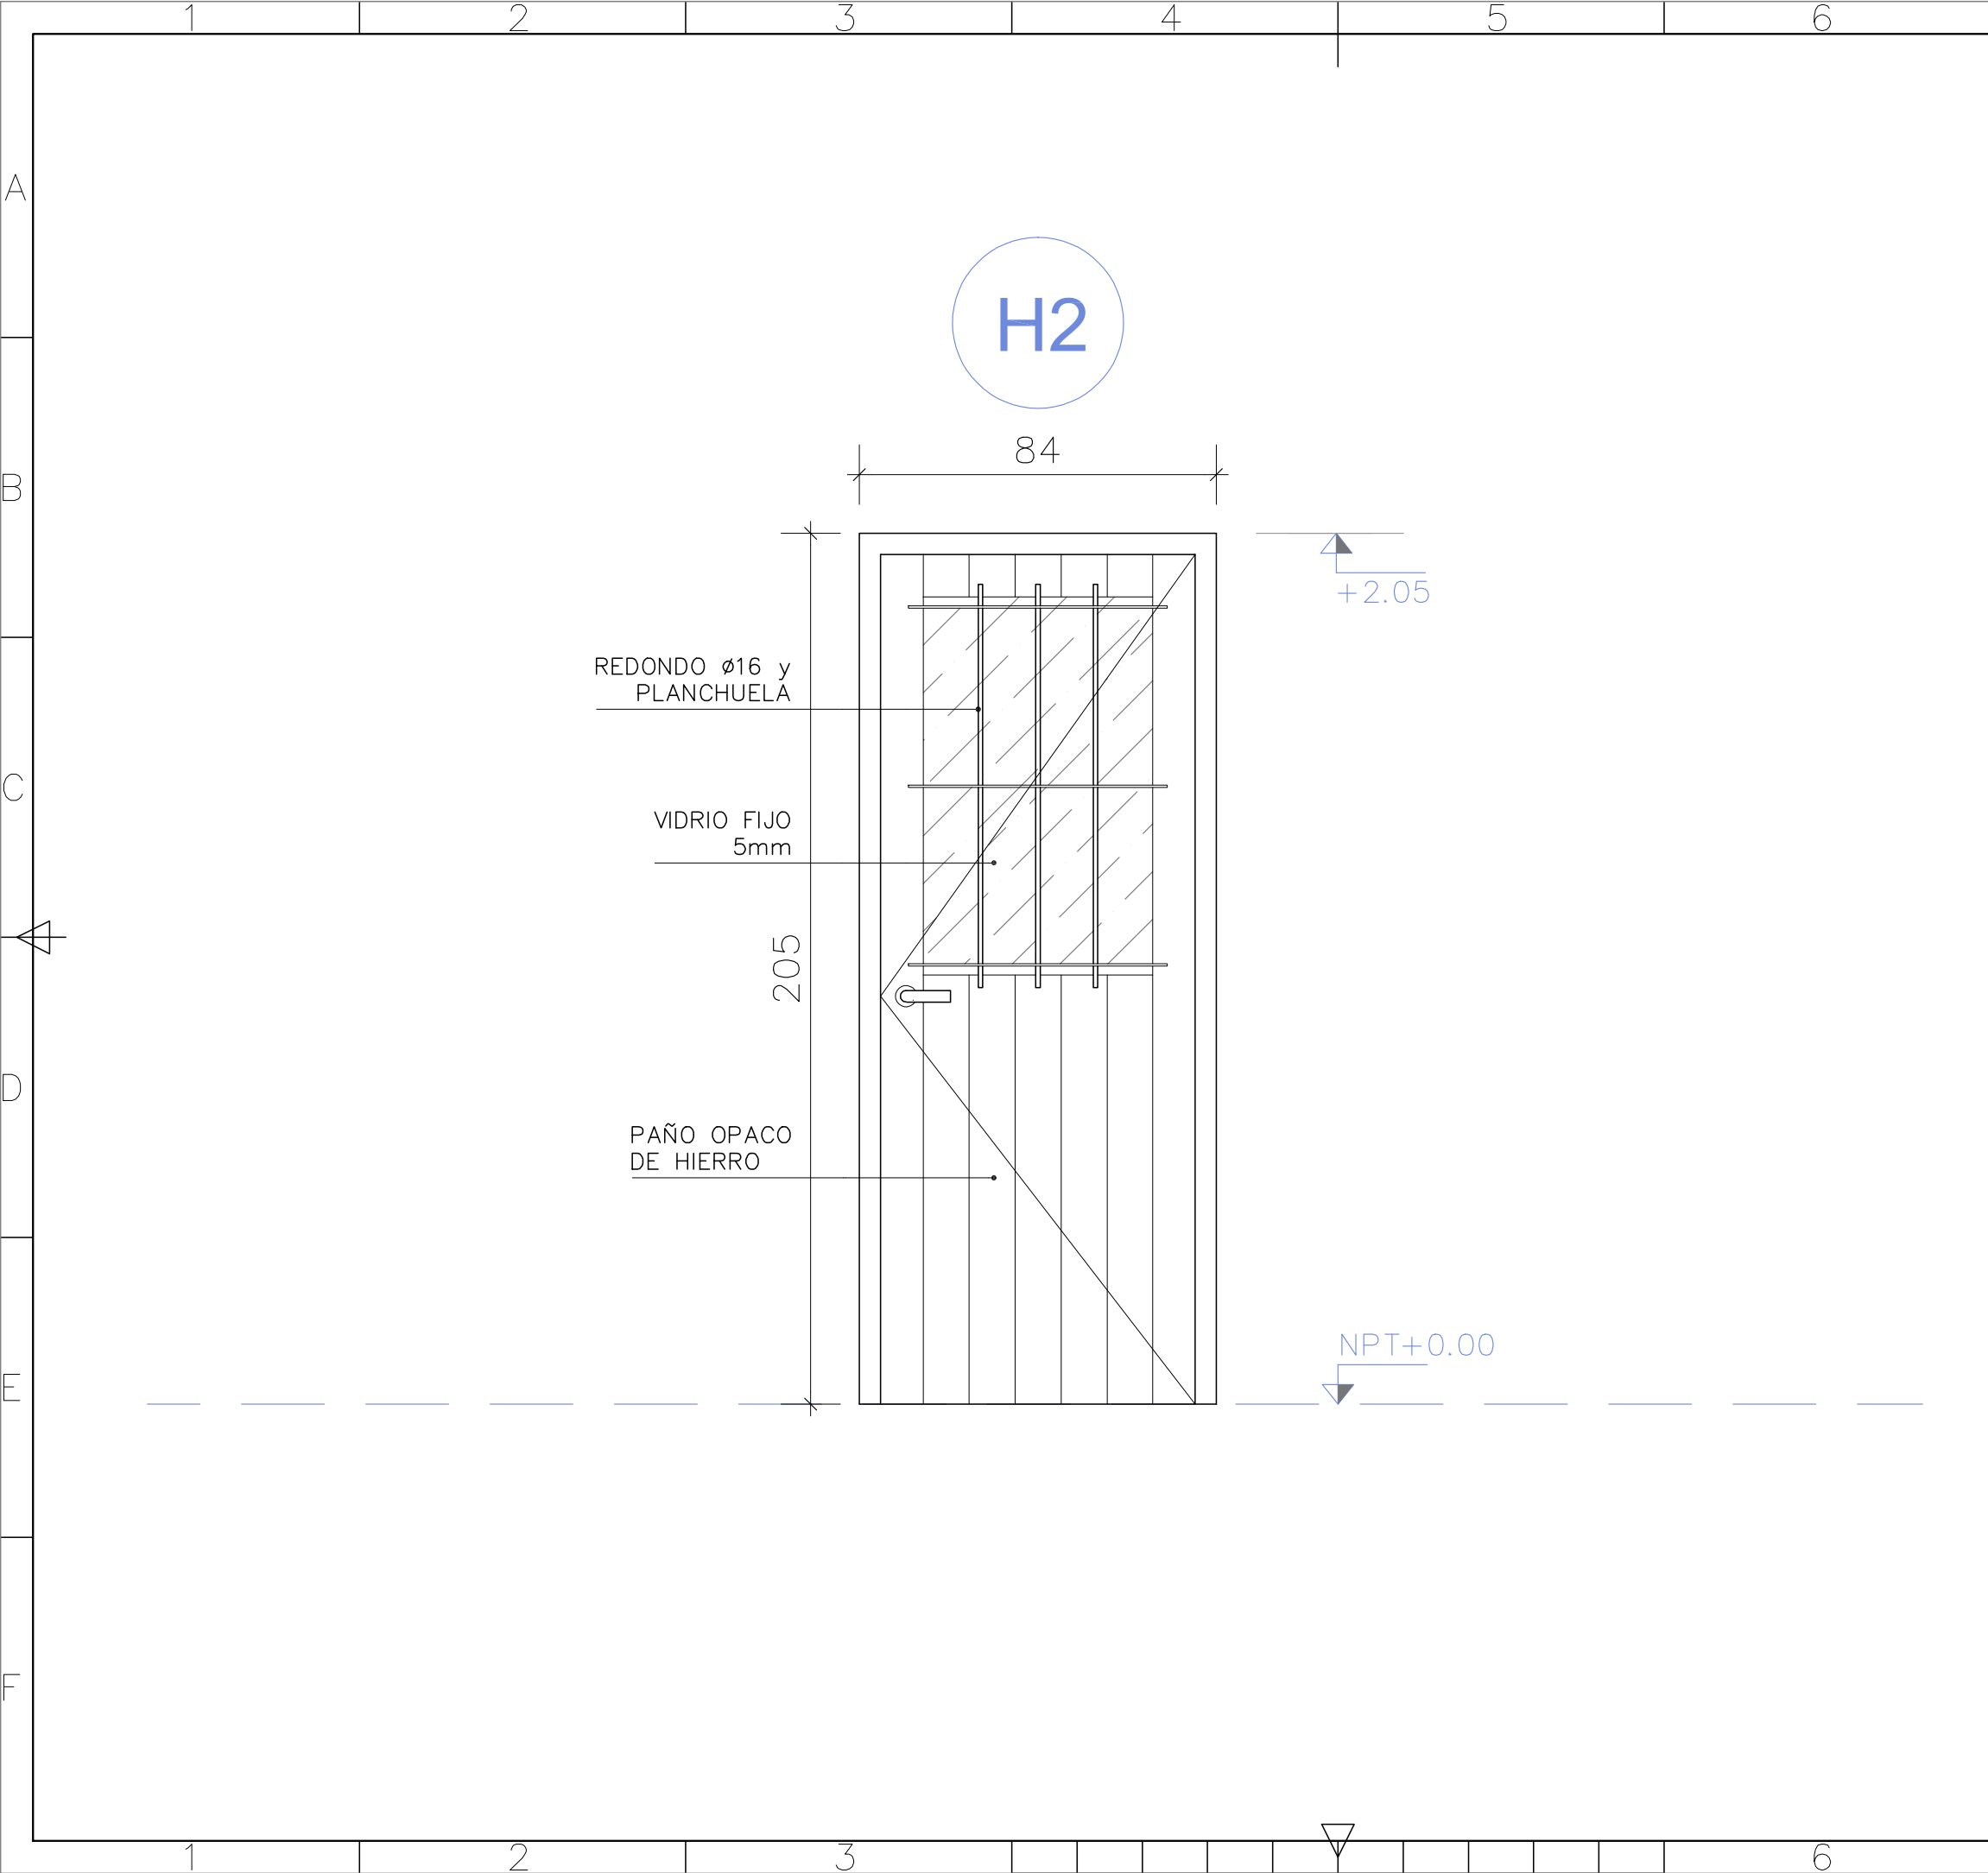 1 2 3 4 5 6
A
H2
84
B
+2.05
REDONDO ø16 y
PLANCHUELA
C
VIDRIO FIJO
5mm
205
D
PAÑO OPACO
DE HIERRO
NPT+0.00
E
F
1 2 3 6